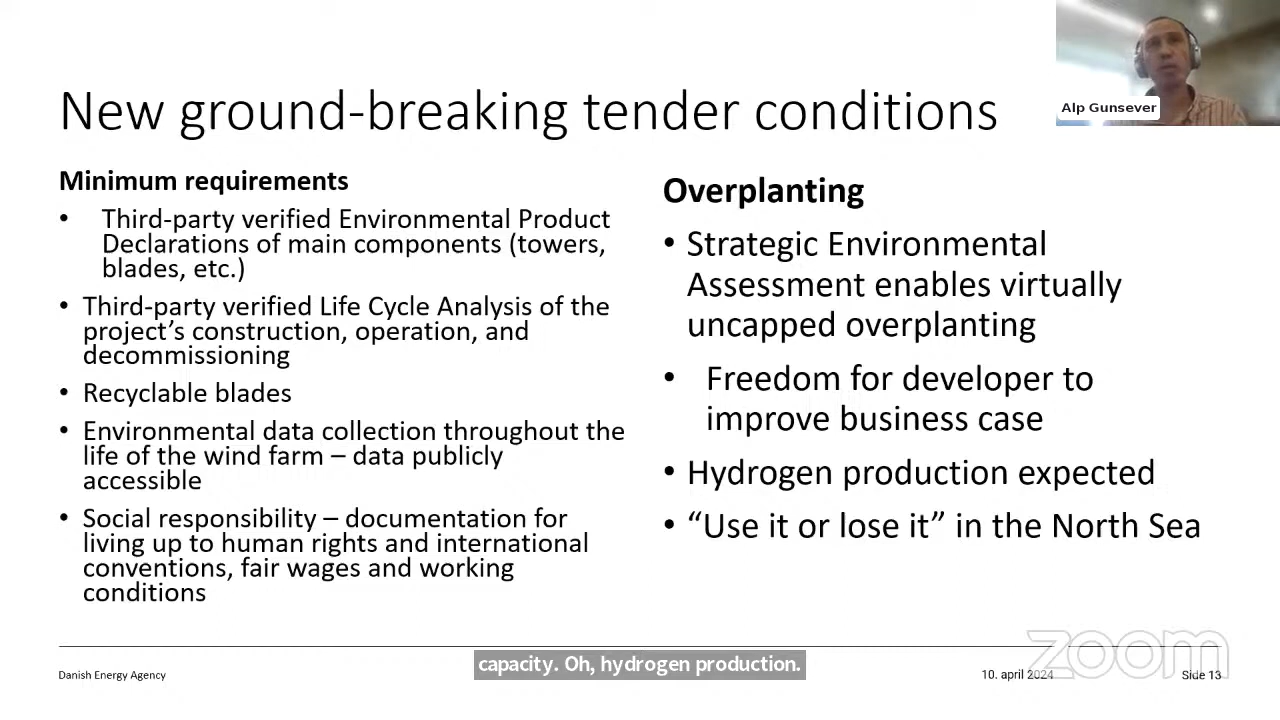 Alp Gunsever
New ground-breaking tender conditions
Minimum requirements
• Third-party verified Environmental Product
Declarations of main components (towers,
blades, etc.)
• Third-party verified Life Cycle Analysis of the
project's construction, operation, and
decommissioning
• Recyclable blades
• Environmental data collection throughout the
life of the wind farm – data publicly
accessible
• Social responsibility – documentation for
living up to human rights and international
conventions, fair wages and working
conditions
Overplanting
• Strategic Environmental
Assessment enables virtually
uncapped overplanting
• Freedom for developer to
improve business case
• Hydrogen production expected
• “Use it or lose it” in the North Sea
zoom
capacity. Oh, hydrogen production.
Danish Energy Agency
10. april 2024
Side 13